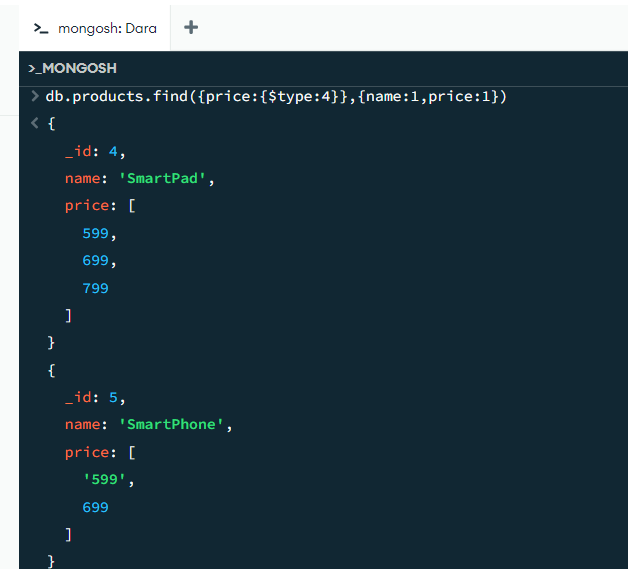 >_ mongosh: Dara +
>_MONGOSH
> db.products.find({price:{$type:4}},{name:1,price:1})
< {
_id: 4,
name: 'SmartPad',
price: [
599,
699,
799
]
}
{
_id: 5,
name: 'SmartPhone',
price: [
'599',
699
]
}